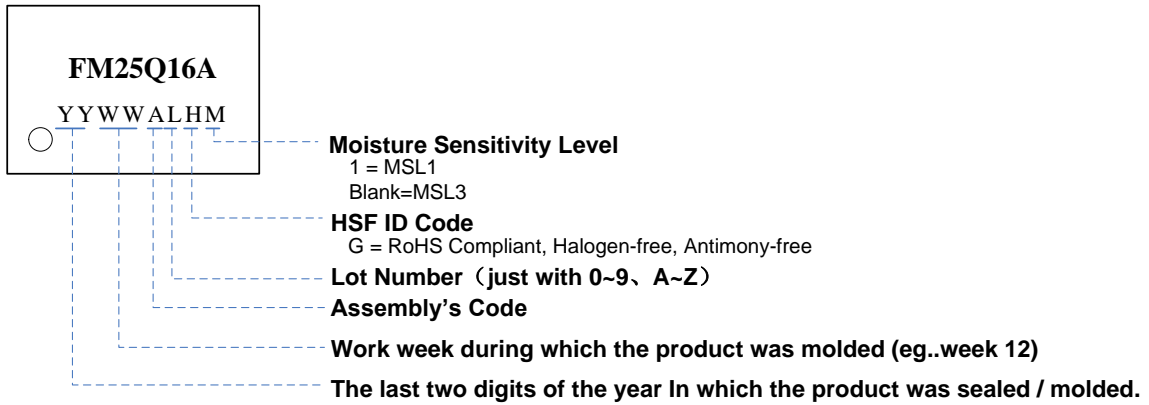 FM25Q16A
YYWWALHM
Moisture Sensitivity Level
1 = MSL1
Blank=MSL3
HSF ID Code
G = RoHS Compliant, Halogen-free, Antimony-free
Lot Number（just with 0~9、A~Z）
Assembly's Code
Work week during which the product was molded (eg..week 12)
The last two digits of the year In which the product was sealed / molded.